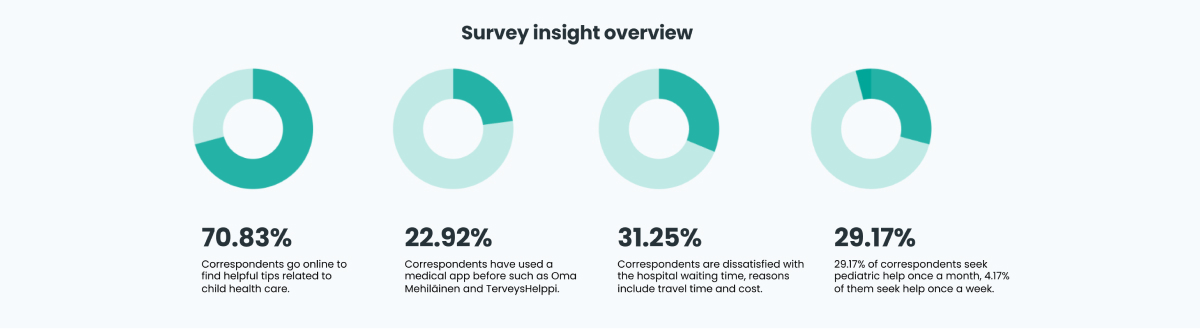 Survey insight overview
70.83%
Correspondents go online to
find helpful tips related to
child health care.
22.92%
Correspondents have used a
medical app before such as Oma
Mehiläinen and TerveysHelppi.
31.25%
Correspondents are dissatisfied with
the hospital waiting time, reasons
include travel time and cost.
29.17%
29.17% of correspondents seek
pediatric help once a month, 4.17%
of them seek help once a week.